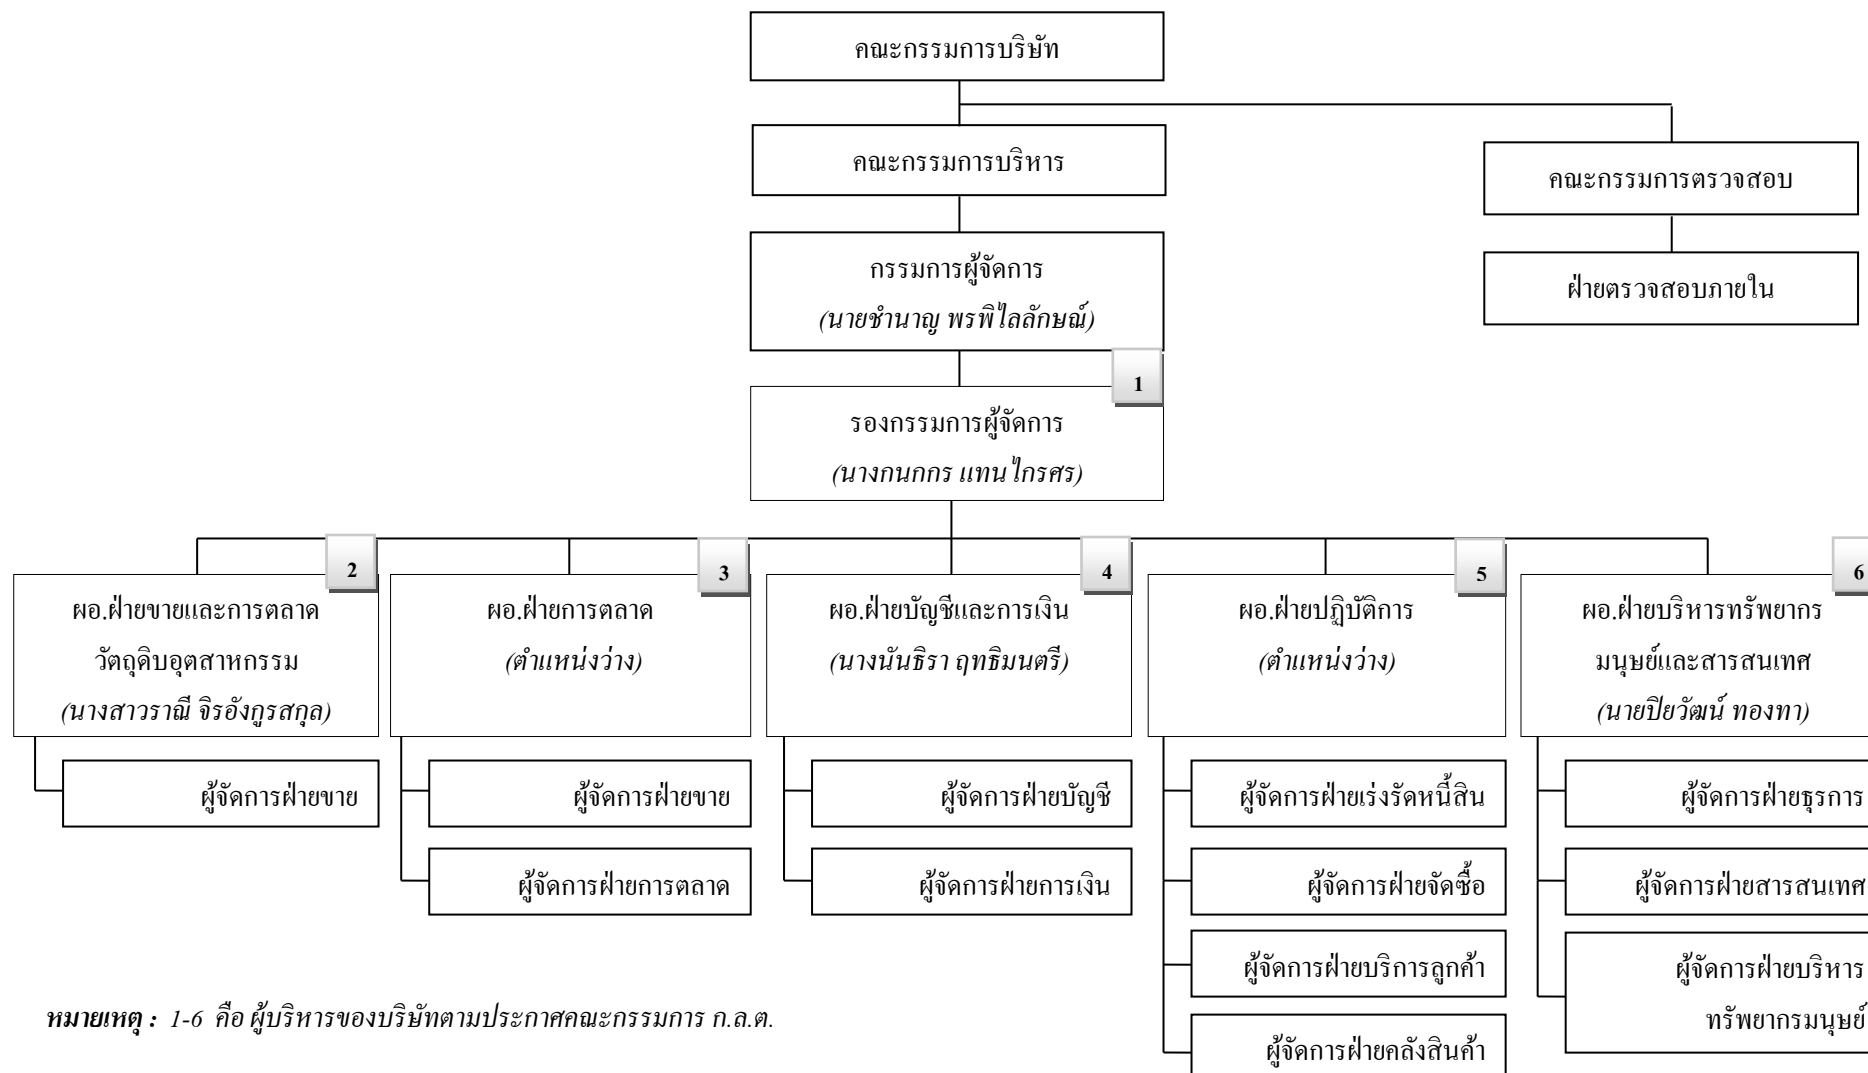 คณะกรรมการบริษัท
คณะกรรมการบริหาร
คณะกรรมการตรวจสอบ
กรรมการผู้จัดการ
(นายชำนาญ พรพิไลลักษณ์)
ฝ่ายตรวจสอบภายใน
1
รองกรรมการผู้จัดการ
(นางกนกกร แทนไกรศร)
2
ผอ.ฝ่ายขายและการตลาด
วัตถุดิบอุตสาหกรรม
(นางสาวราณี จิรอังกูรสกุล)
3
ผอ.ฝ่ายการตลาด
(ตำแหน่งว่าง)
4
ผอ.ฝ่ายบัญชีและการเงิน
(นางนันธิรา ฤทธิมนตรี)
5
ผอ.ฝ่ายปฏิบัติการ
(ตำแหน่งว่าง)
6
ผอ.ฝ่ายบริหารทรัพยากร
มนุษย์และสารสนเทศ
(นายปิยวัฒน์ ทองทา)
ผู้จัดการฝ่ายขาย
ผู้จัดการฝ่ายขาย
ผู้จัดการฝ่ายการตลาด
ผู้จัดการฝ่ายบัญชี
ผู้จัดการฝ่ายการเงิน
ผู้จัดการฝ่ายเร่งรัดหนี้สิน
ผู้จัดการฝ่ายจัดซื้อ
ผู้จัดการฝ่ายบริการลูกค้า
ผู้จัดการฝ่ายคลังสินค้า
ผู้จัดการฝ่ายธุรการ
ผู้จัดการฝ่ายสารสนเทศ
ผู้จัดการฝ่ายบริหาร
ทรัพยากรมนุษย์
หมายเหตุ : 1-6 คือ ผู้บริหารของบริษัทตามประกาศคณะกรรมการ ก.ล.ต.